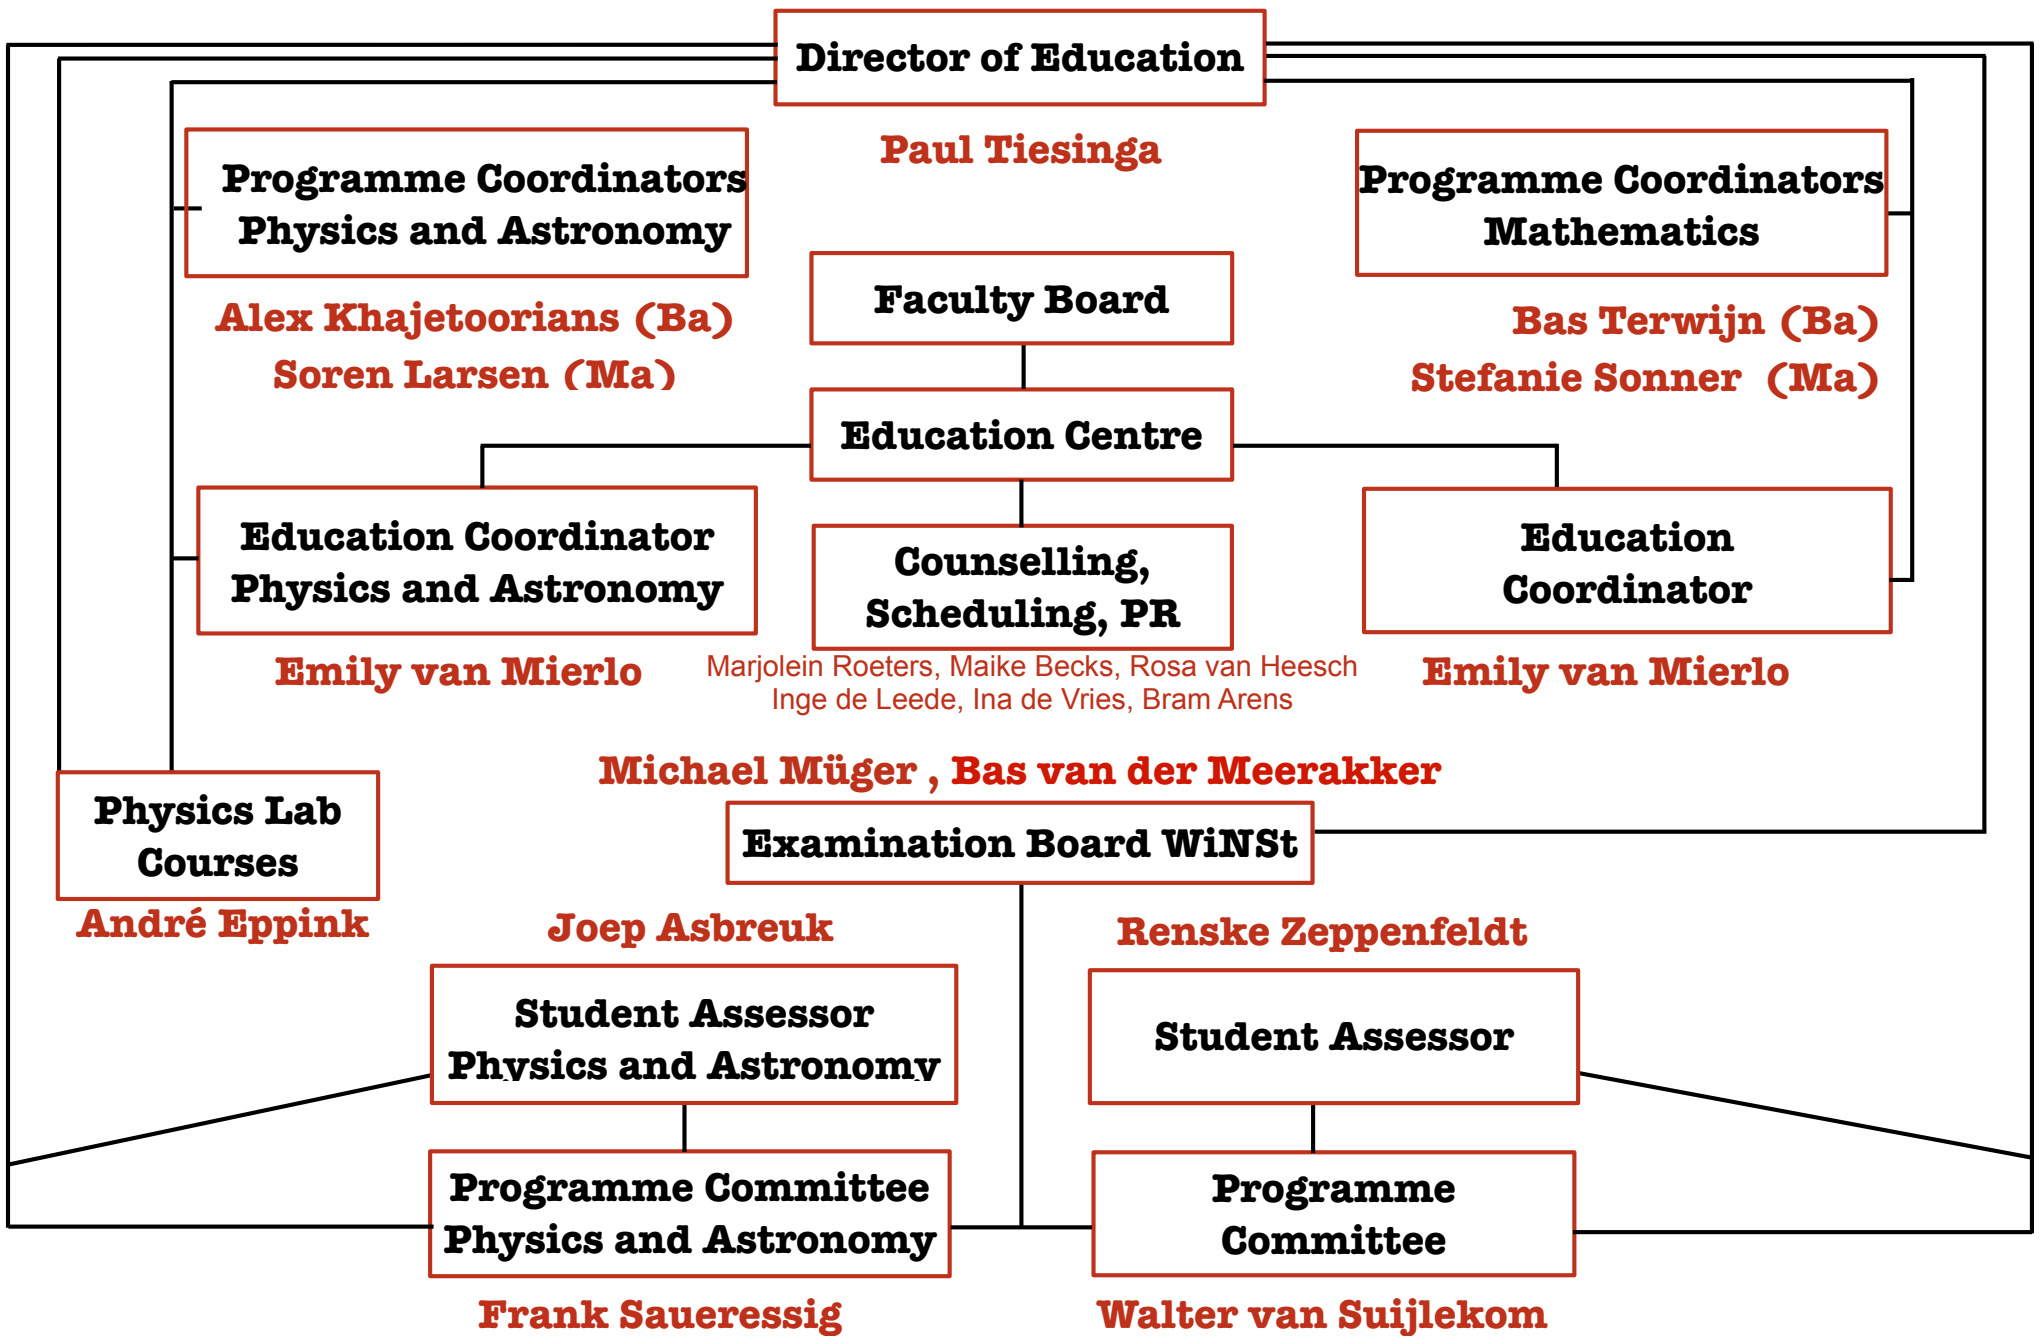 Director of Education
Paul Tiesinga
Programme Coordinators
Physics and Astronomy
Alex Khajetoorians (Ba)
Soren Larsen (Ma)
Programme Coordinators
Mathematics
Bas Terwijn (Ba)
Stefanie Sonner (Ma)
Faculty Board
Education Centre
Education Coordinator
Physics and Astronomy
Emily van Mierlo
Counselling,
Scheduling, PR
Marjolein Roeters, Maike Becks, Rosa van Heesch
Inge de Leede, Ina de Vries, Bram Arens
Education
Coordinator
Emily van Mierlo
Physics Lab
Courses
André Eppink
Michael Müger , Bas van der Meerakker
Examination Board WiNSt
Joep Asbreuk
Student Assessor
Physics and Astronomy
Renske Zeppenfeldt
Student Assessor
Programme Committee
Physics and Astronomy
Frank Saueressig
Programme
Committee
Walter van Suijlekom